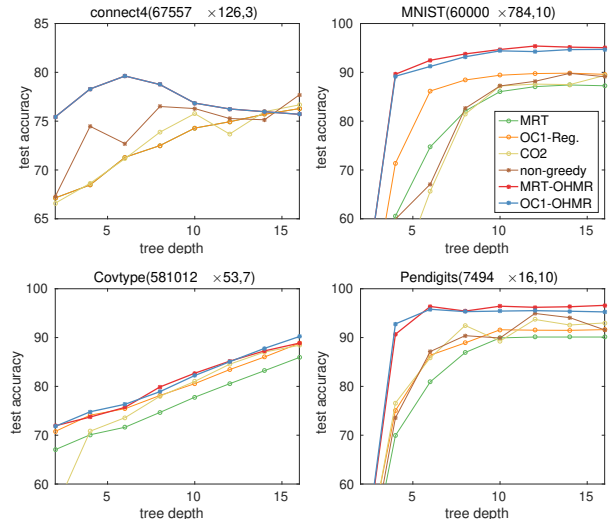 connect4(67557 ×126,3)
85
80
75
70
65
test accuracy
5 10 15
tree depth
MNIST(60000 ×784,10)
100
90
80
70
60
test accuracy
MRT
OC1-Reg.
CO2
non-greedy
MRT-OHMR
OC1-OHMR
5 10 15
tree depth
Covtype(581012 ×53,7)
100
90
80
70
60
test accuracy
5 10 15
tree depth
Pendigits(7494 ×16,10)
100
90
80
70
60
test accuracy
5 10 15
tree depth